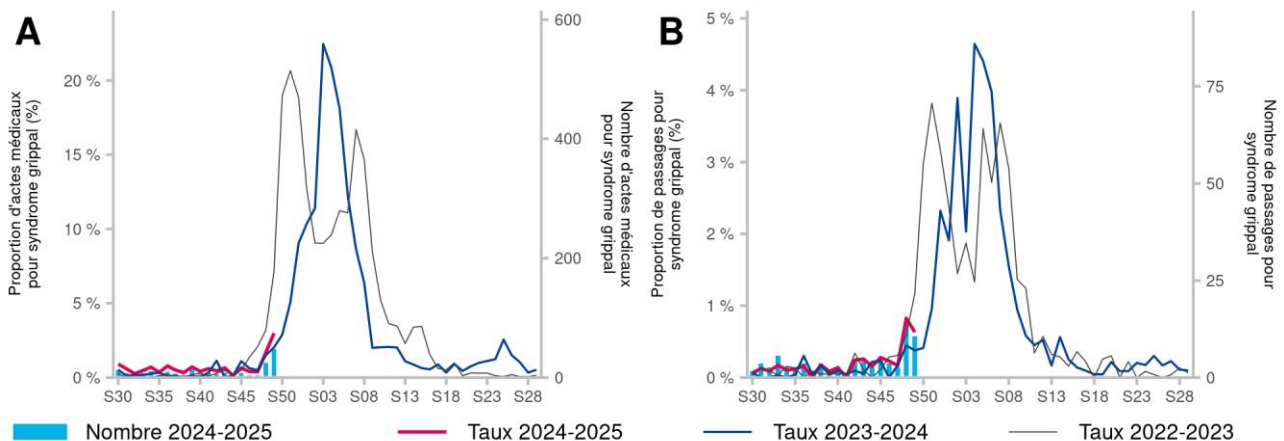 A
Proportion d'actes médicaux
pour syndrome grippal (%)
20 %
15 %
10 %
5 %
0 %
600
400
200
0
Nombre d'actes médicaux
pour syndrome grippal
S30 S35 S40 S45 S50 S03 S08 S13 S18 S23 S28
B
Proportion de passages pour
syndrome grippal (%)
5 %
4 %
3 %
2 %
1 %
0 %
75
50
25
0
Nombre de passages pour
syndrome grippal
S30 S35 S40 S45 S50 S03 S08 S13 S18 S23 S28
Nombre 2024-2025 Taux 2024-2025 Taux 2023-2024 Taux 2022-2023